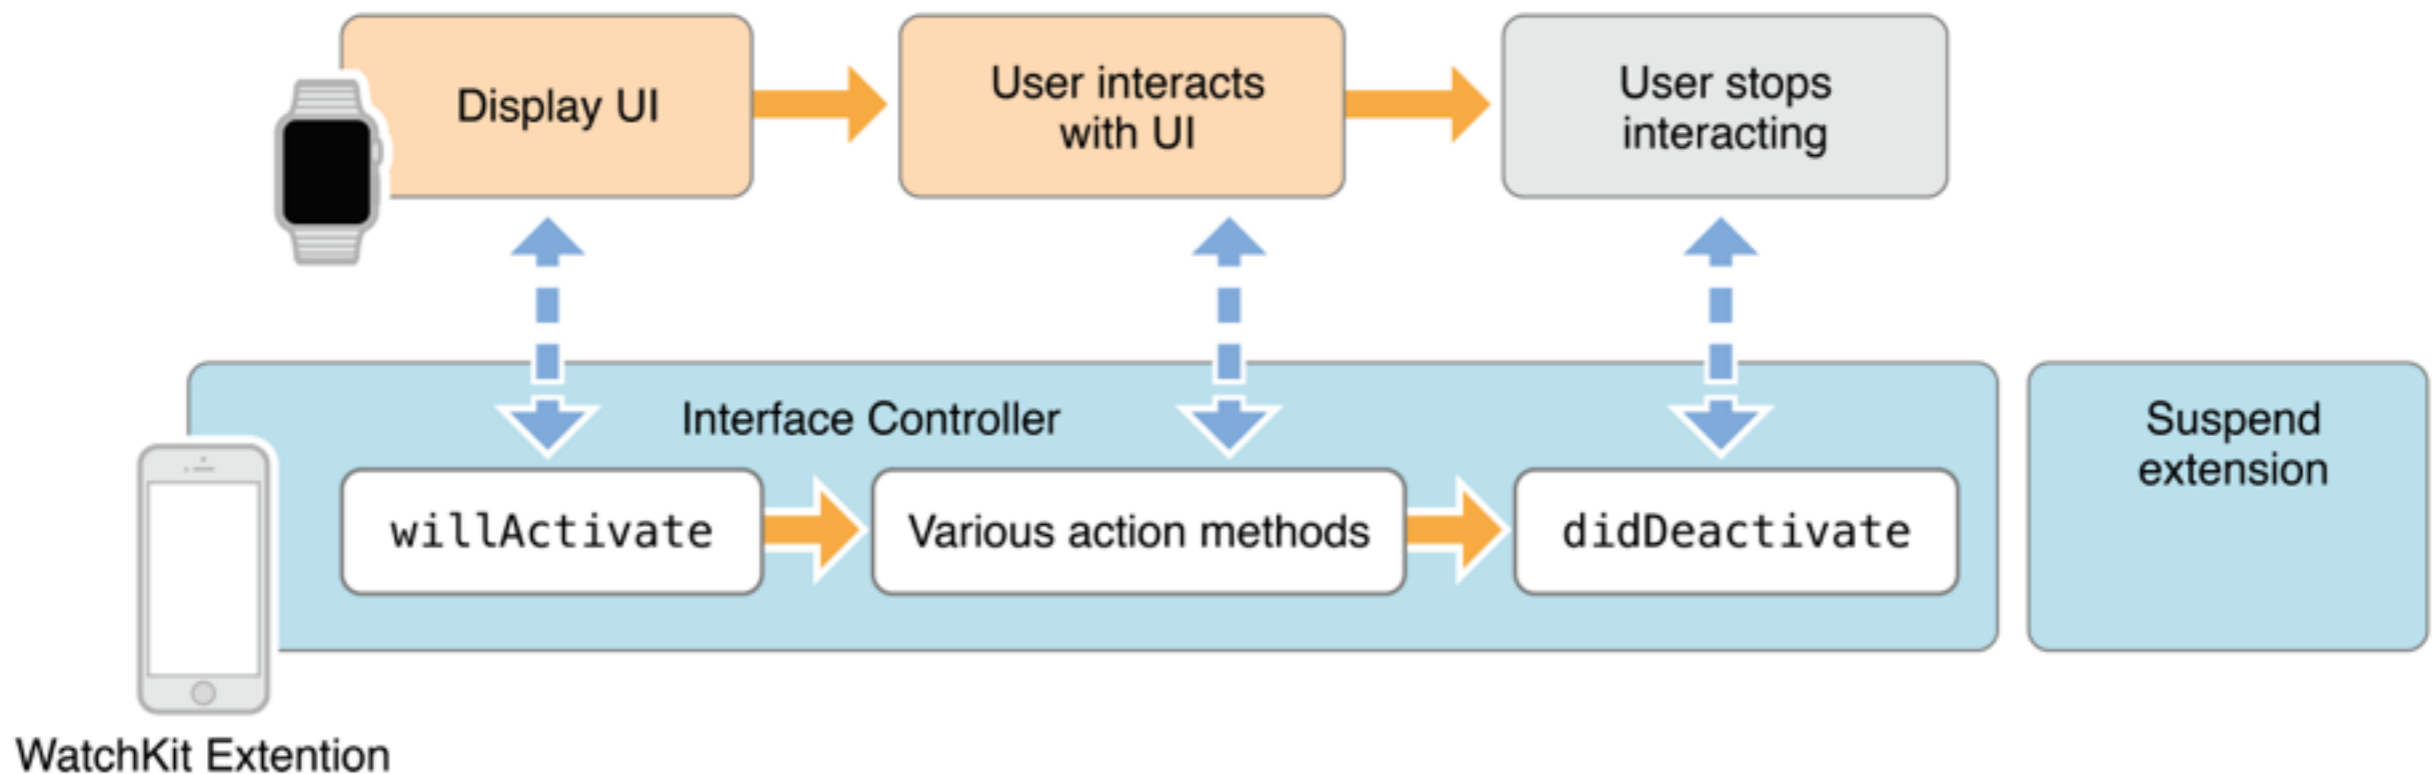 Display UI
User interacts
with UI
User stops
interacting
Interface Controller
Suspend
extension
willActivate
Various action methods
didDeactivate
WatchKit Extention